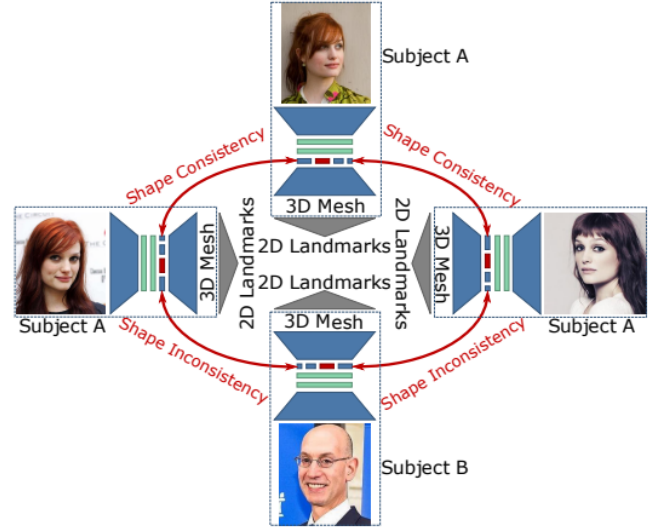 Subject A
Shape Consistency
Shape Consistency
3D Mesh
2D Landmarks
3D Mesh
2D Landmarks
2D Landmarks
3D Mesh
2D Landmarks
Subject A
Subject A
Shape Inconsistency
3D Mesh
Shape Inconsistency
Subject B